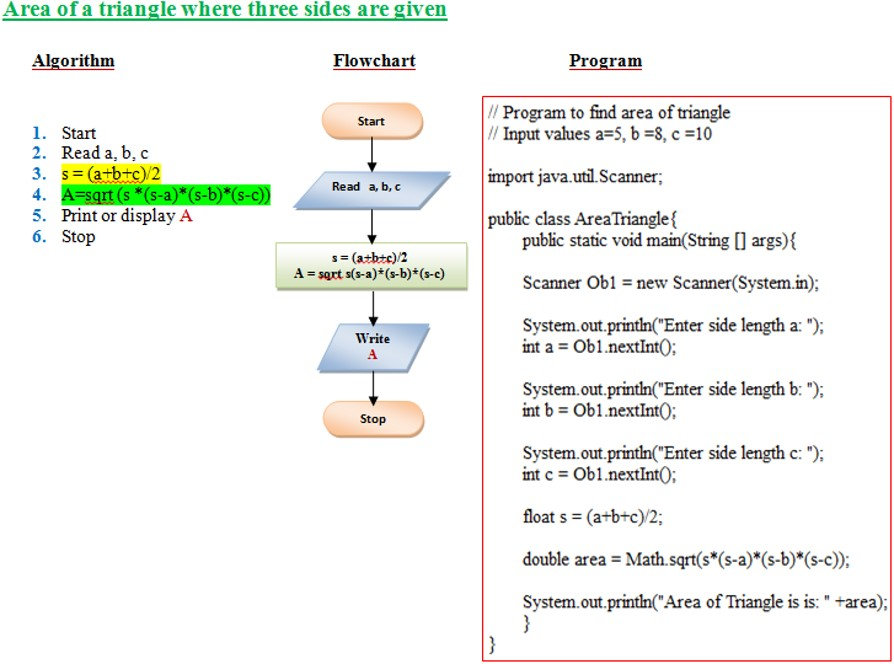 Area of a triangle where three sides are given
Algorithm
1. Start
2. Read a, b, c
3. s = (a+b+c)/2
4. A=sqrt (s *(s-a)*(s-b)*(s-c))
5. Print or display A
6. Stop
Flowchart
Start
Read a, b, c
s = (a+b+c)/2
A = sqrt s(s-a)*(s-b)*(s-c)
Write
A
Stop
Program
// Program to find area of triangle
// Input values a=5, b =8, c =10
import java.util.Scanner;
public class AreaTriangle{
public static void main(String [] args){
Scanner Ob1 = new Scanner(System.in);
System.out.println("Enter side length a: ");
int a = Ob1.nextInt();
System.out.println("Enter side length b: ");
int b = Ob1.nextInt();
System.out.println("Enter side length c: ");
int c = Ob1.nextInt();
float s = (a+b+c)/2;
double area = Math.sqrt(s*(s-a)*(s-b)*(s-c));
System.out.println("Area of Triangle is is: " +area);
}
}